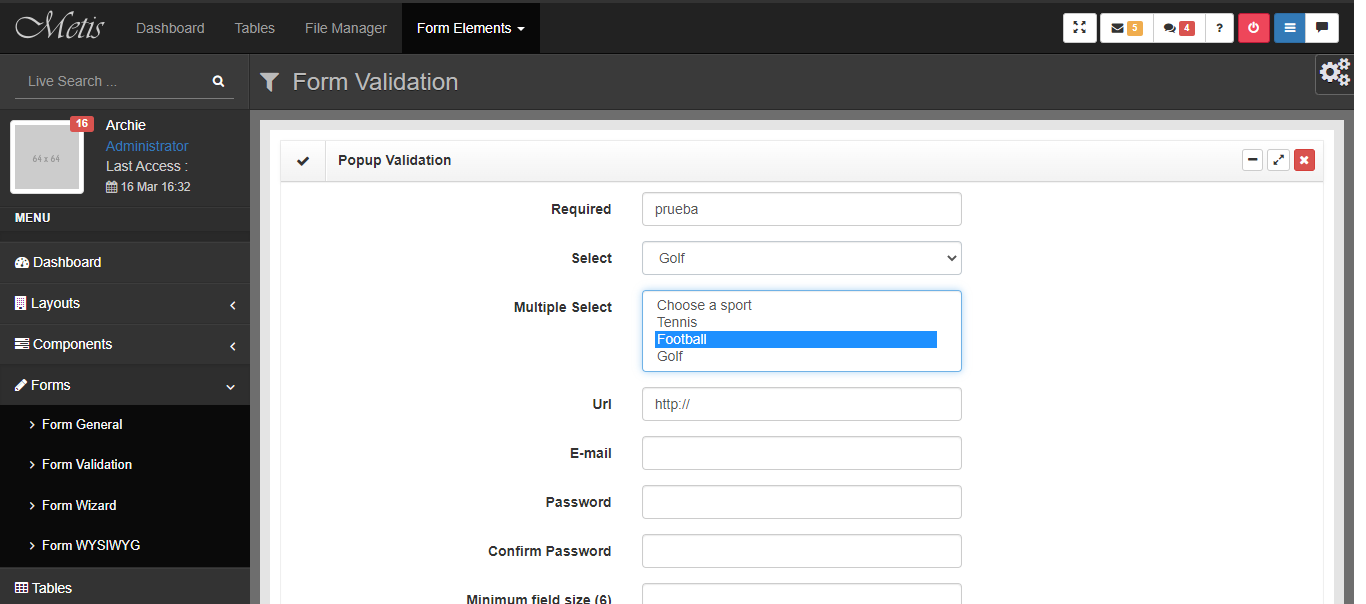 Metis Dashboard Tables File Manager Form Elements
5 4 ?
Live Search ...
Form Validation
16
64 x 64
Archie
Administrator
Last Access :
16 Mar 16:32
MENU
Dashboard
Layouts
Components
Forms
Form General
Form Validation
Form Wizard
Form WYSIWYG
Tables
Popup Validation
Required prueba
Select Golf
Multiple Select
Choose a sport
Tennis
Football
Golf
Url http://
E-mail
Password
Confirm Password
Minimum field size (6)